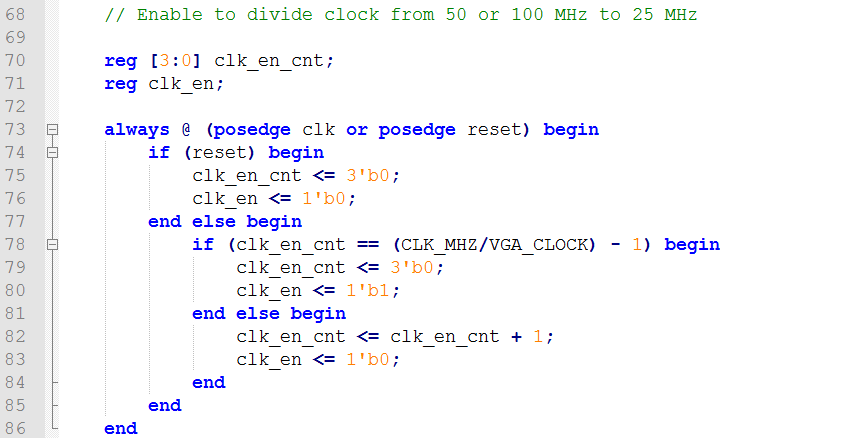 68 // Enable to divide clock from 50 or 100 MHz to 25 MHz
69
70 reg [3:0] clk_en_cnt;
71 reg clk_en;
72
73 always @ (posedge clk or posedge reset) begin
74 if (reset) begin
75 clk_en_cnt <= 3'b0;
76 clk_en <= 1'b0;
77 end else begin
78 if (clk_en_cnt == (CLK_MHZ/VGA_CLOCK) - 1) begin
79 clk_en_cnt <= 3'b0;
80 clk_en <= 1'b1;
81 end else begin
82 clk_en_cnt <= clk_en_cnt + 1;
83 clk_en <= 1'b0;
84 end
85 end
86 end